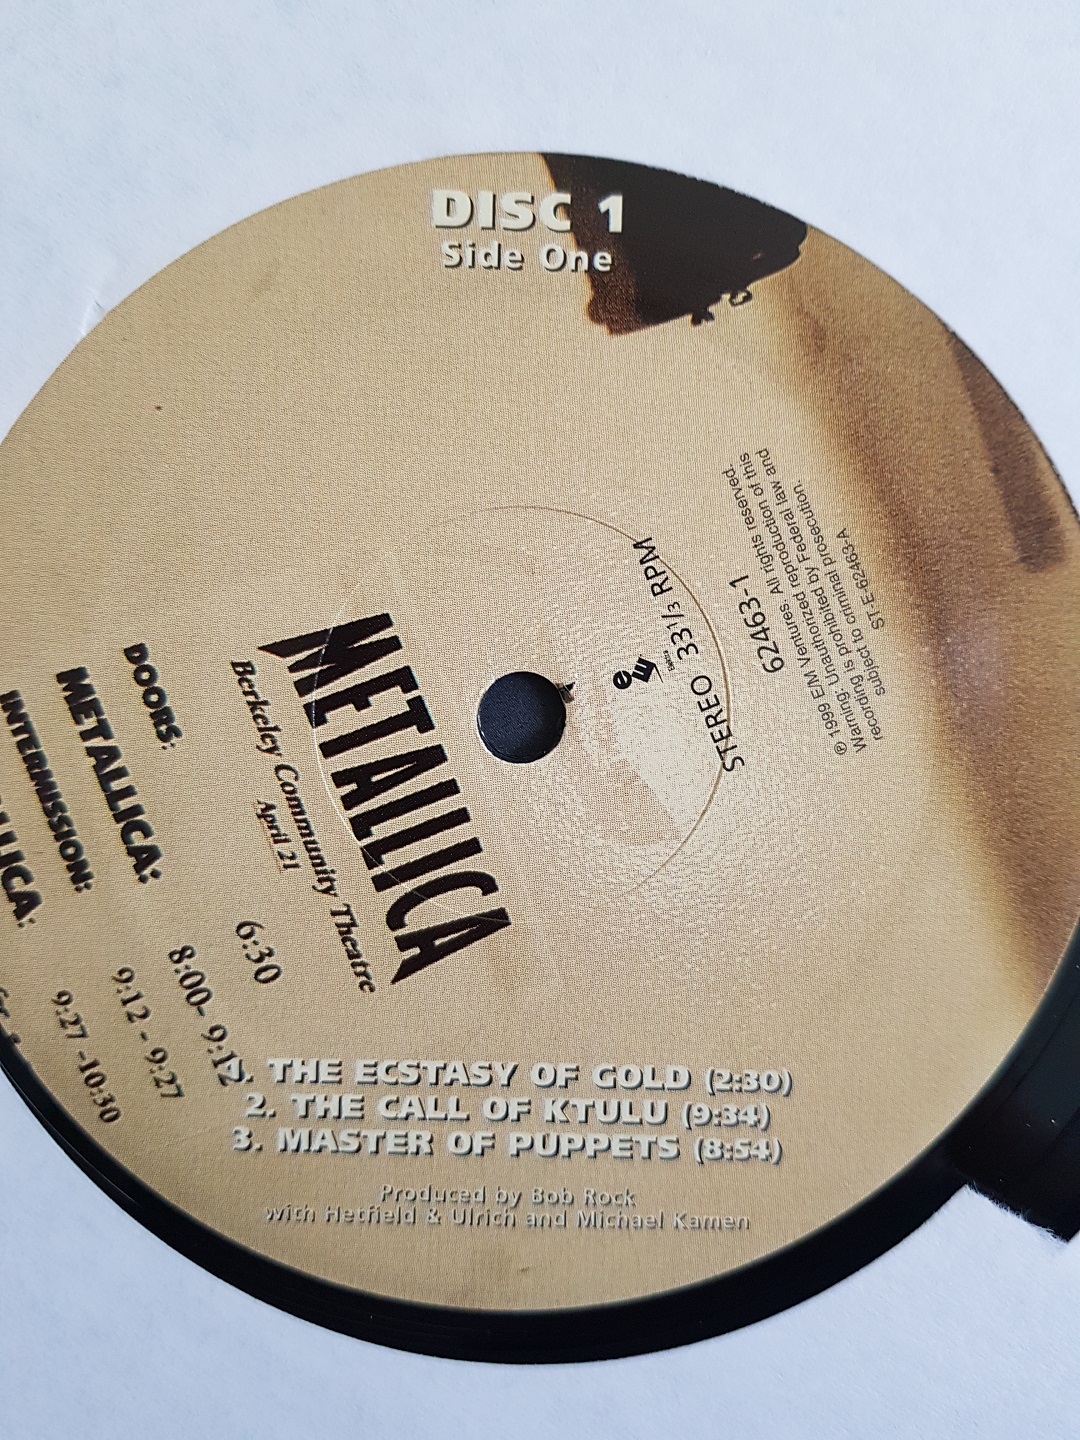 DISC 1
Side One
℗ 1999 E/M Ventures. All rights reserved.
Warning: Unauthorized reproduction of this
recording is prohibited by Federal law and
subject to criminal prosecution.
ST-E-62463-A
62463-1
STEREO 33 1/3 RPM
METALLICA
Berkeley Community Theatre
April 21
DOORS: 6:30
METALLICA: 8:00- 9:12
INTERMISSION: 9:12 - 9:27
9:27 -10:30
1. THE ECSTASY OF GOLD (2:30)
2. THE CALL OF KTULU (9:34)
3. MASTER OF PUPPETS (8:54)
Produced by Bob Rock
with Hetfield & Ulrich and Michael Kamen